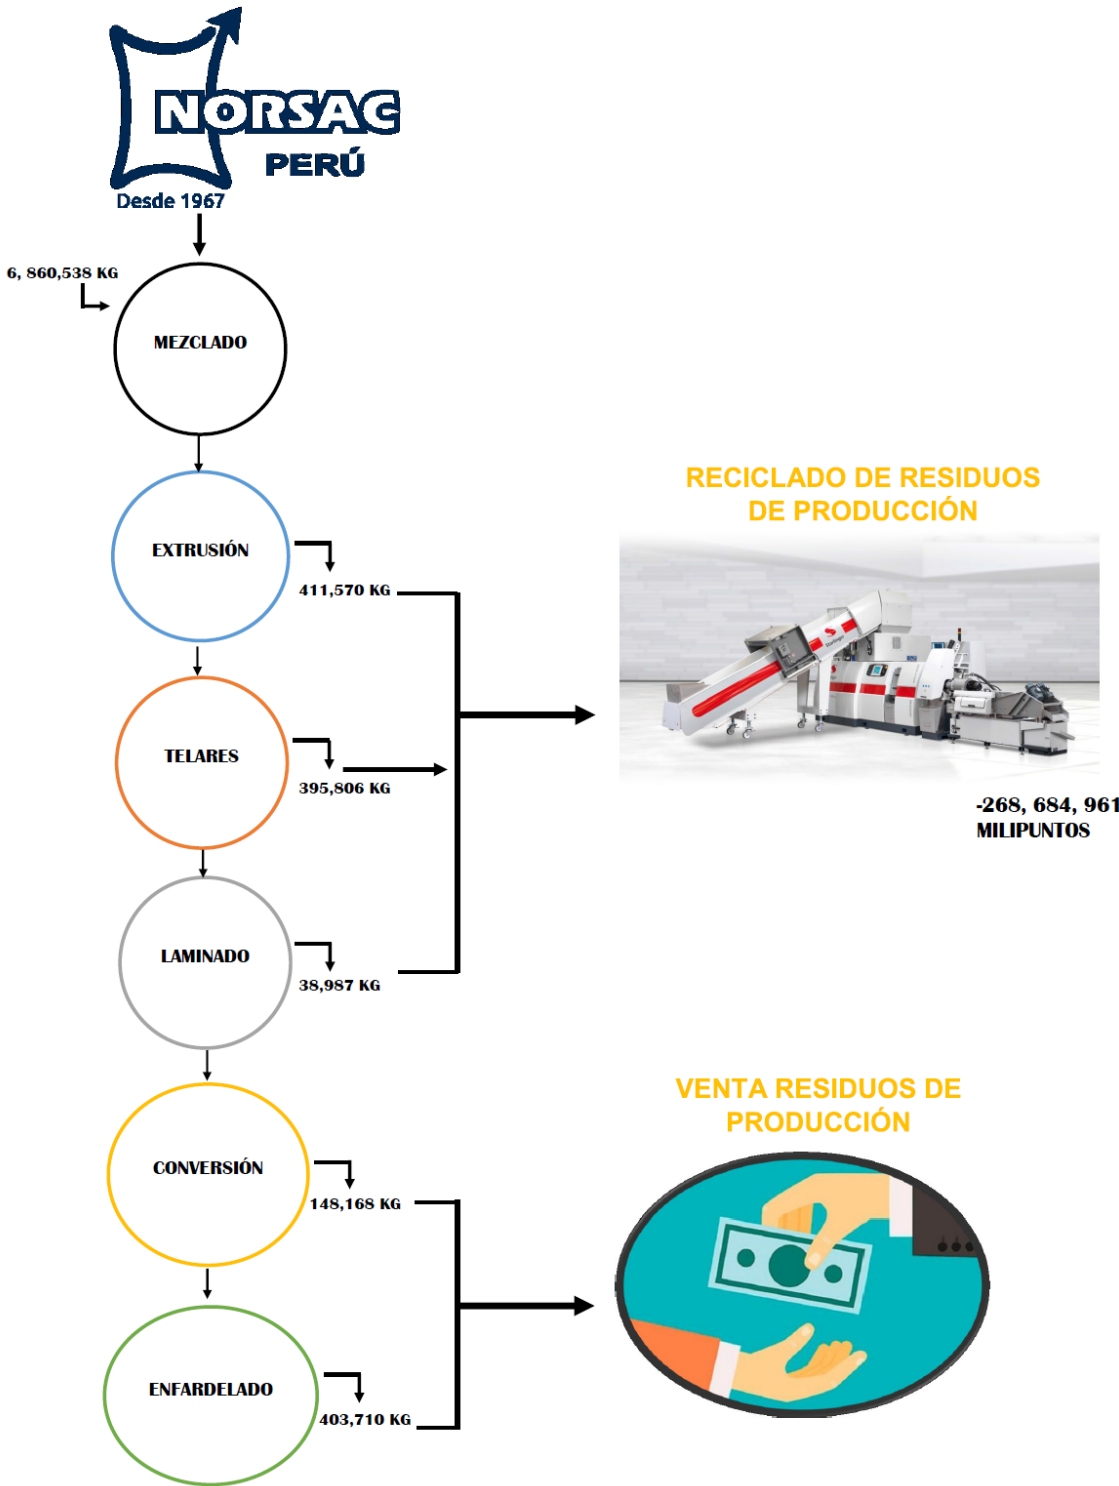 NORSAC
PERÚ
Desde 1967
6, 860,538 KG
MEZCLADO
EXTRUSIÓN
411,570 KG
TELARES
395,806 KG
LAMINADO
38,987 KG
RECICLADO DE RESIDUOS
DE PRODUCCIÓN
Starlinger
-268, 684, 961
MILIPUNTOS
CONVERSIÓN
148,168 KG
ENFARDELADO
403,710 KG
VENTA RESIDUOS DE
PRODUCCIÓN